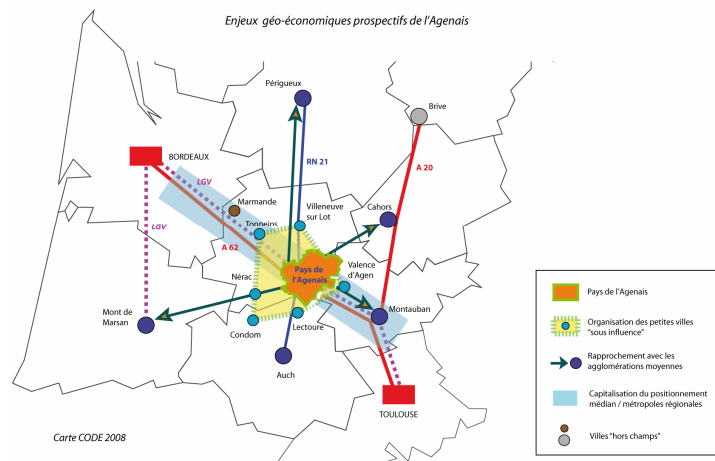 Enjeux géo-économiques prospectifs de l'Agenais
Périgueux
Brive
RN 21
A 20
BORDEAUX
LGV
LGV
Marmande
Tonneins
Villeneuve
sur Lot
Cahors
A 62
Pays de
l'Agenais
Valence
d'Agen
Nérac
Mont de
Marsan
Montauban
Condom
Lectoure
Auch
TOULOUSE
Carte CODE 2008
Pays de l'Agenais
Organisation des petites villes
"sous influence"
Rapprochement avec les
agglomérations moyennes
Capitalisation du positionnement
médian / métropoles régionales
Villes "hors champs"